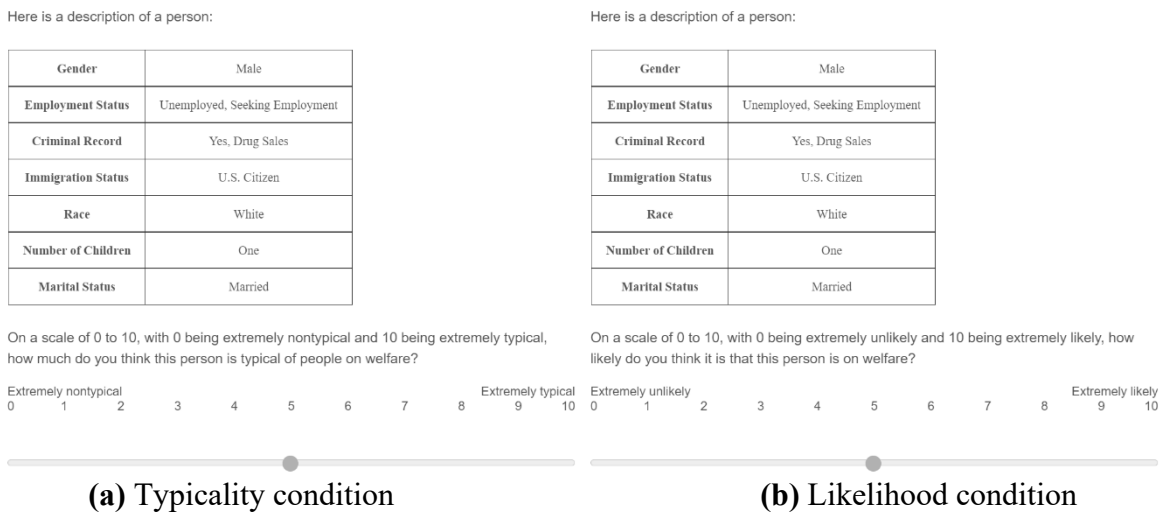 Here is a description of a person:
Gender Male
Employment Status Unemployed, Seeking Employment
Criminal Record Yes, Drug Sales
Immigration Status U.S. Citizen
Race White
Number of Children One
Marital Status Married
On a scale of 0 to 10, with 0 being extremely nontypical and 10 being extremely typical,
how much do you think this person is typical of people on welfare?
Extremely nontypical Extremely typical
0 1 2 3 4 5 6 7 8 9 10
(a) Typicality condition
Here is a description of a person:
Gender Male
Employment Status Unemployed, Seeking Employment
Criminal Record Yes, Drug Sales
Immigration Status U.S. Citizen
Race White
Number of Children One
Marital Status Married
On a scale of 0 to 10, with 0 being extremely unlikely and 10 being extremely likely, how
likely do you think it is that this person is on welfare?
Extremely unlikely Extremely likely
0 1 2 3 4 5 6 7 8 9 10
(b) Likelihood condition